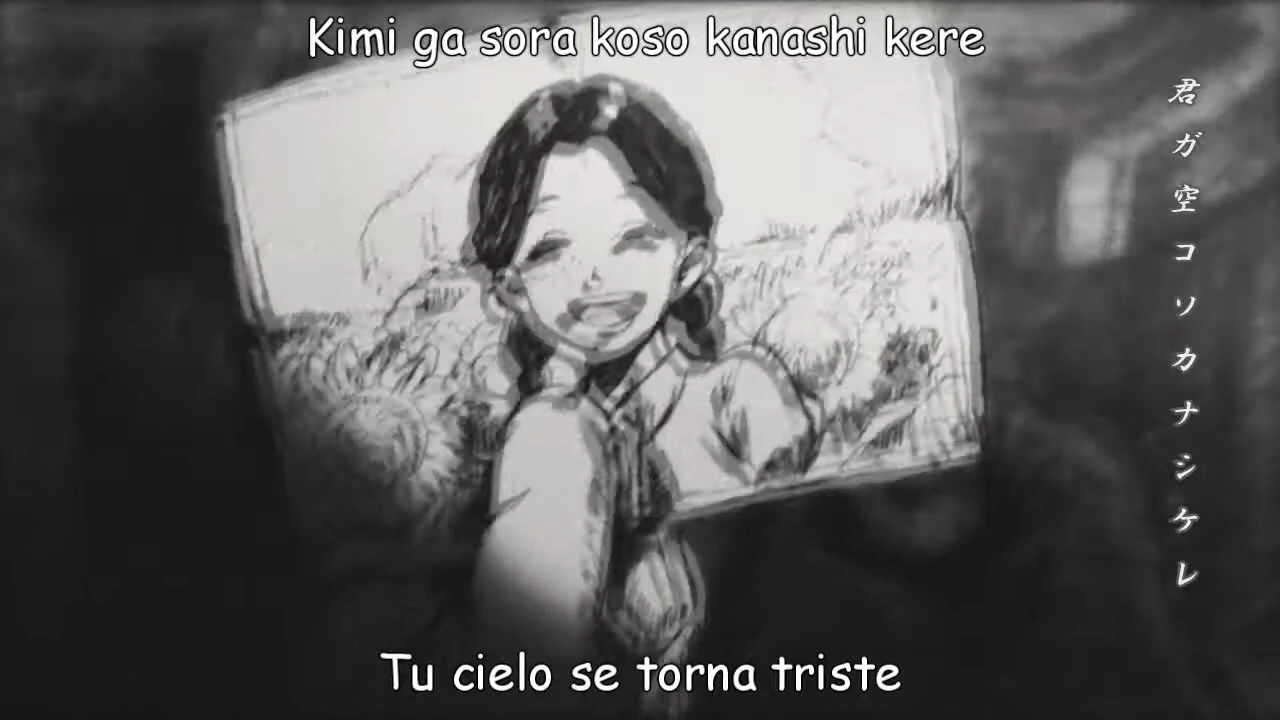 Kimi ga sora koso kanashi kere
君ガ空コソカナシケレ
Tu cielo se torna triste